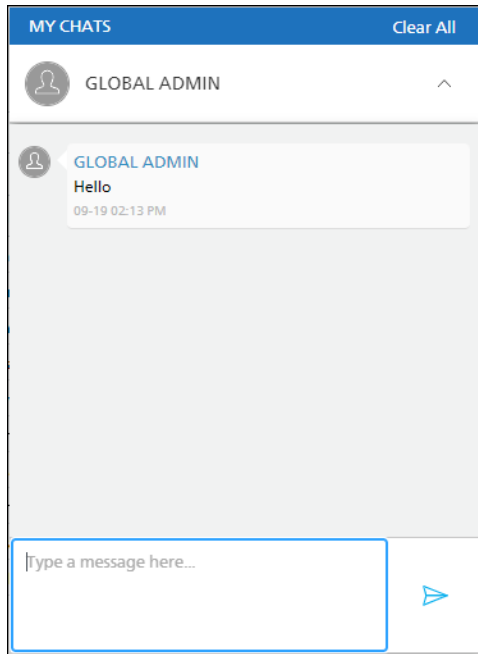 MY CHATS Clear All
GLOBAL ADMIN
GLOBAL ADMIN
Hello
09-19 02:13 PM
Type a message here...